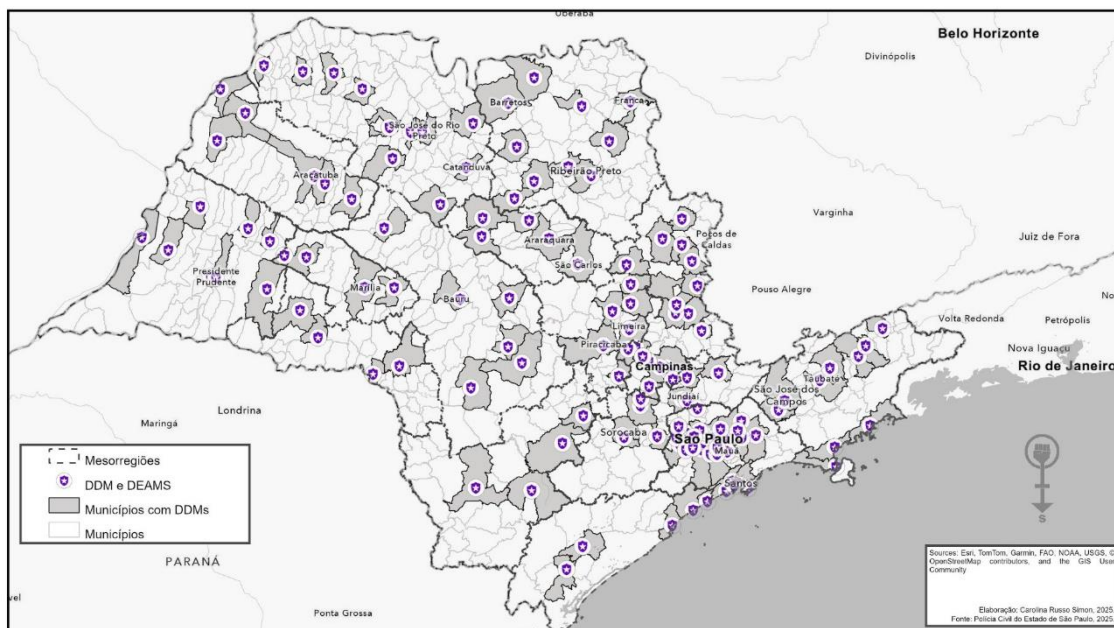 Uberaba
Belo Horizonte
Divinópolis
Barretos
Franca
São José do Rio
Preto
Catanduva
Ribeirão Preto
Araçatuba
Varginha
Poços de
Caldas
Juiz de Fora
Araraquara
São Carlos
Presidente
Prudente
Marília
Bauru
Pouso Alegre
Limeira
Volta Redonda
Petrópolis
Piracicaba
Nova Iguaçu
Campinas
Rio de Janeiro
Taubaté
São José dos
Campos
Jundiaí
Londrina
Maringá
Sorocaba
São Paulo
Mauá
Santos
Mesorregiões
DDM e DEAMS
Municípios com DDMs
Municípios
S
PARANÁ
Ponta Grossa
vel
Sources: Esri, TomTom, Garmin, FAO, NOAA, USGS, ©
OpenStreetMap contributors, and the GIS User
Community
Elaboração: Carolina Russo Simon, 2025
Fonte: Polícia Civil do Estado de São Paulo, 2025